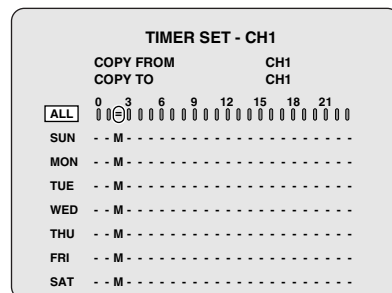 TIMER SET - CH1
COPY FROM CH1
COPY TO CH1
0 3 6 9 12 15 18 21
ALL =
SUN - - M - - - - - - - - - - - - - - - - - - - - -
MON - - M - - - - - - - - - - - - - - - - - - - - -
TUE - - M - - - - - - - - - - - - - - - - - - - - -
WED - - M - - - - - - - - - - - - - - - - - - - - -
THU - - M - - - - - - - - - - - - - - - - - - - - -
FRI - - M - - - - - - - - - - - - - - - - - - - - -
SAT - - M - - - - - - - - - - - - - - - - - - - - -